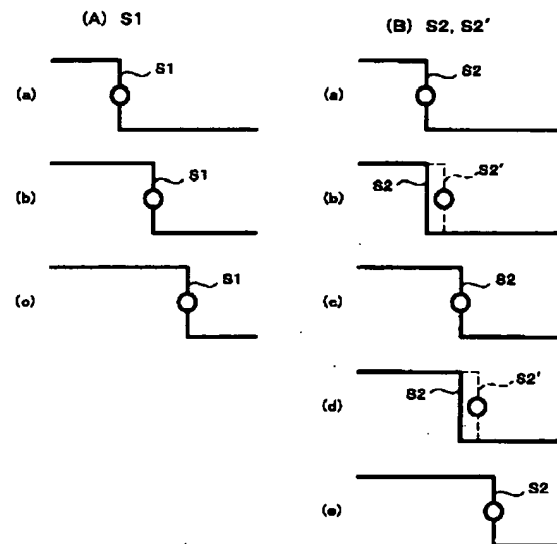 (A) S1
(a)
S1
(b)
S1
(c)
S1
(B) S2, S2′
(a)
S2
(b)
S2
S2′
(c)
S2
(d)
S2
S2′
(e)
S2